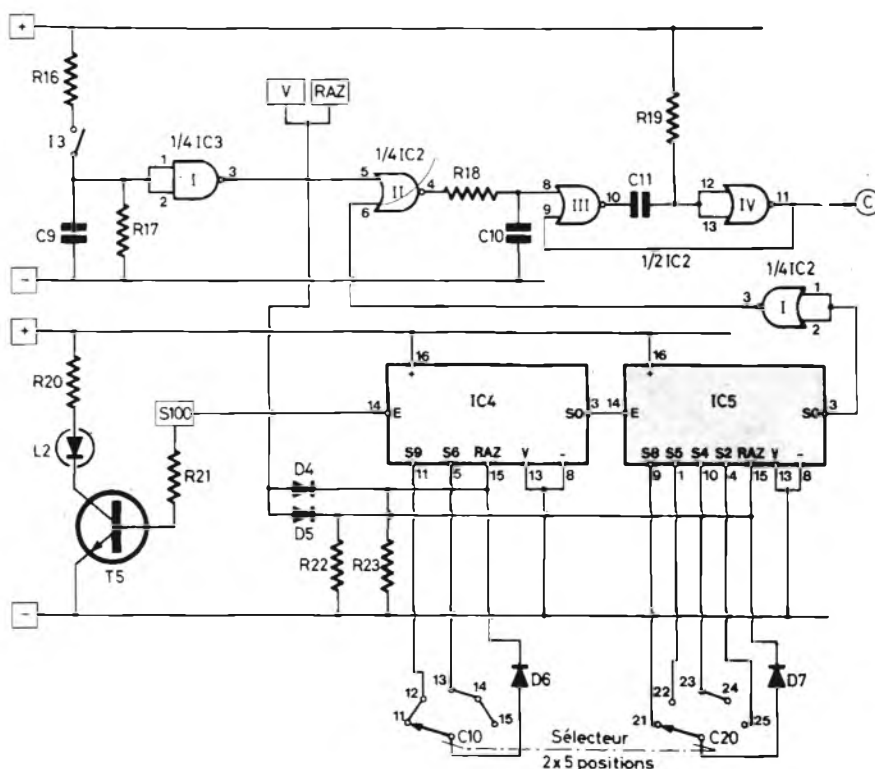 +
R16
I3
1/4 IC3
1
2
I
3
C9
R17
-
V RAZ
1/4 IC2
5
6
II
4
R18
C10
8
9
III
10
C11
R19
12
13
IV
11
C
1/2 IC2
1/4 IC2
3
I
1
2
+
R20
L2
T5
S100
R21
-
14
16
+
E
IC4
SO
3
S9 S6 RAZ V -
11 5 15 13 8
14
16
+
E
IC5
SO
3
S8 S5 S4 S2 RAZ V -
9 1 10 4 15 13 8
D4
D5
R22
R23
D6
D7
12
11
13
14
15
C10
22
21
23
24
25
C20
Sélecteur
2 x 5 positions